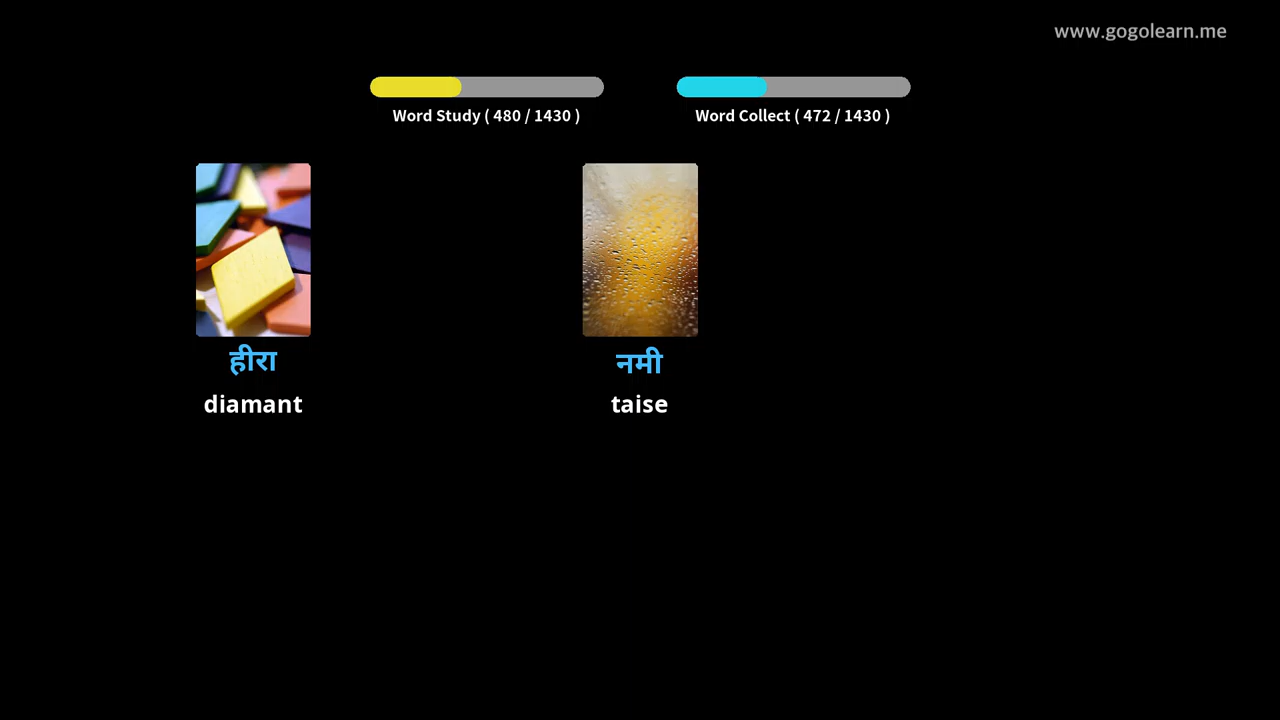 www.gogolearn.me
Word Study ( 480 / 1430 )
Word Collect ( 472 / 1430 )
हीरा
diamant
नमी
taise